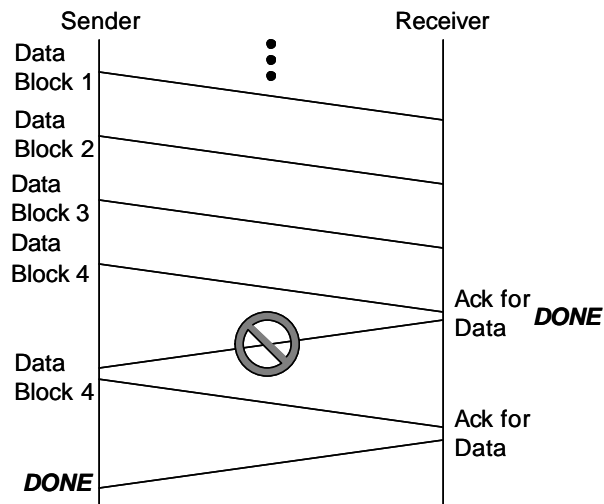 Sender
Receiver
Data
Block 1
Data
Block 2
Data
Block 3
Data
Block 4
Ack for
Data
DONE
Data
Block 4
Ack for
Data
DONE